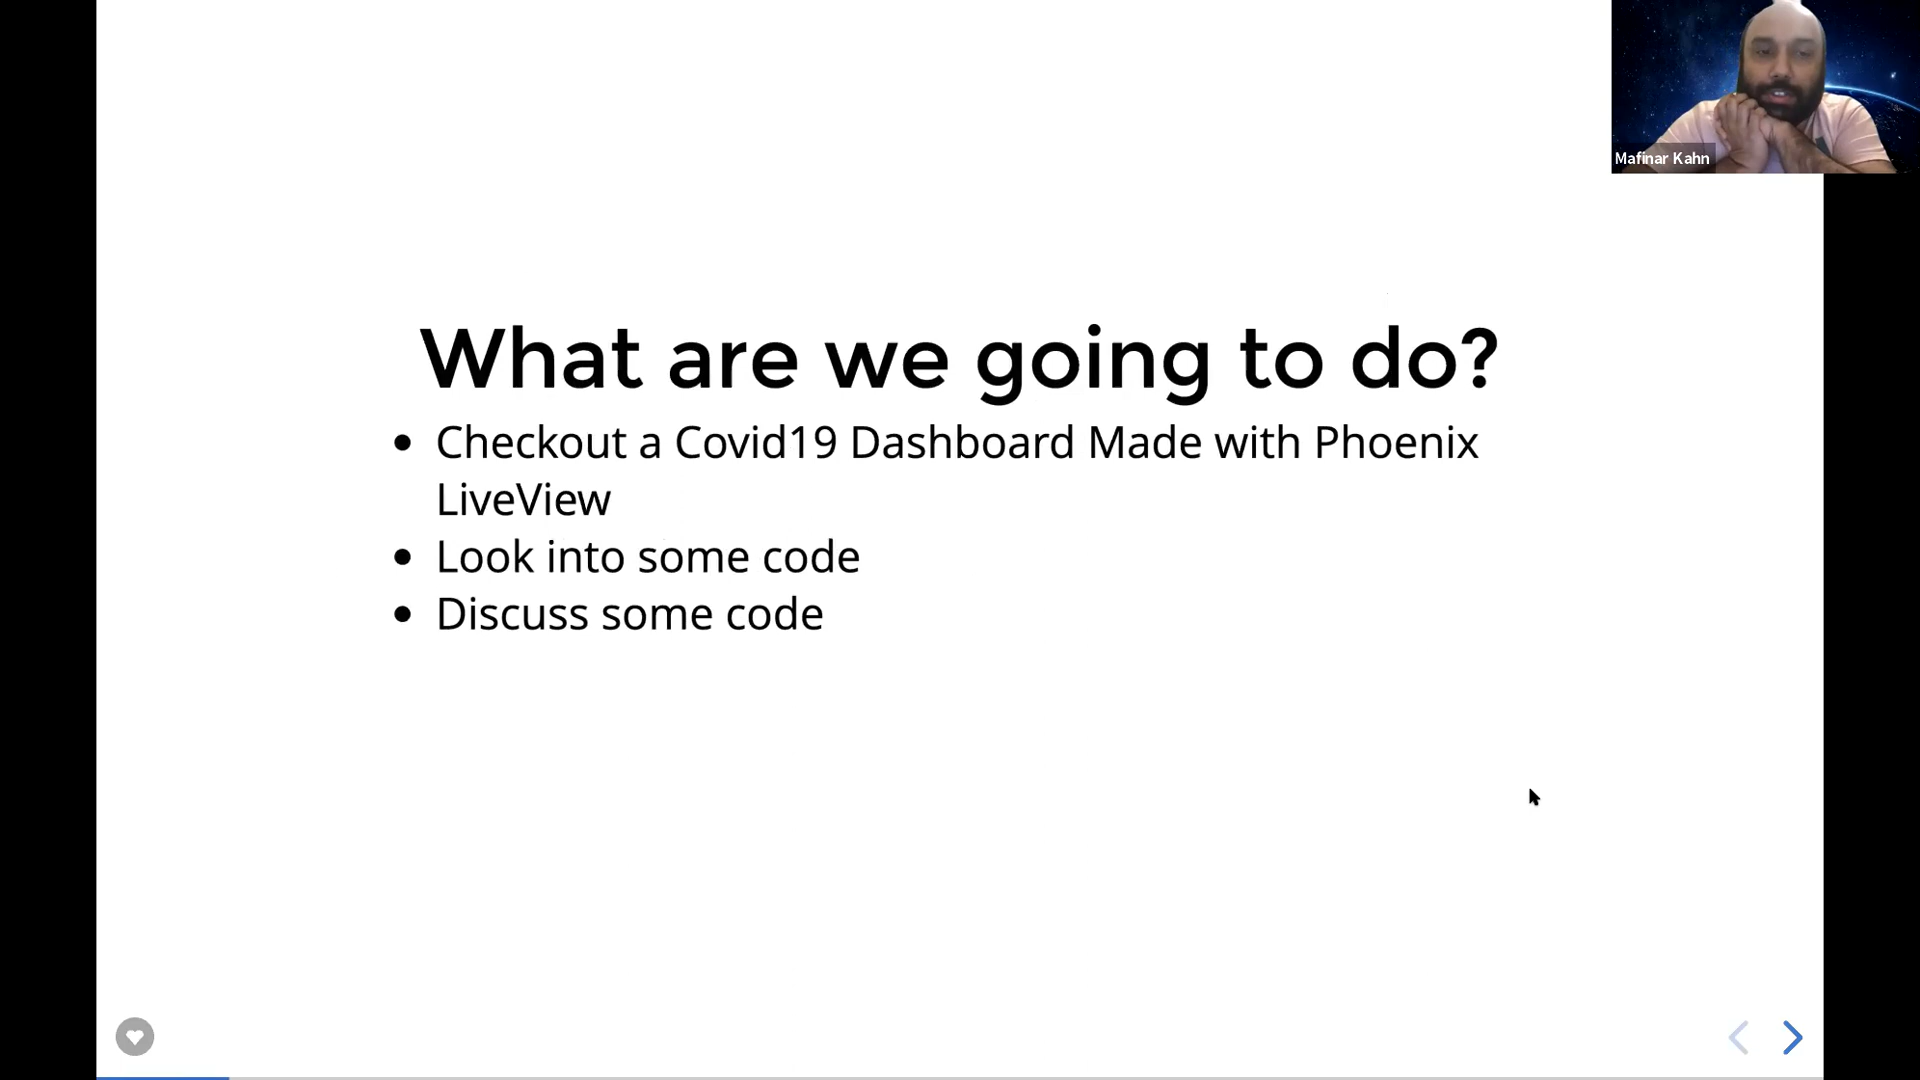 Mafinar Kahn
What are we going to do?
Checkout a Covid19 Dashboard Made with Phoenix
LiveView
Look into some code
Discuss some code